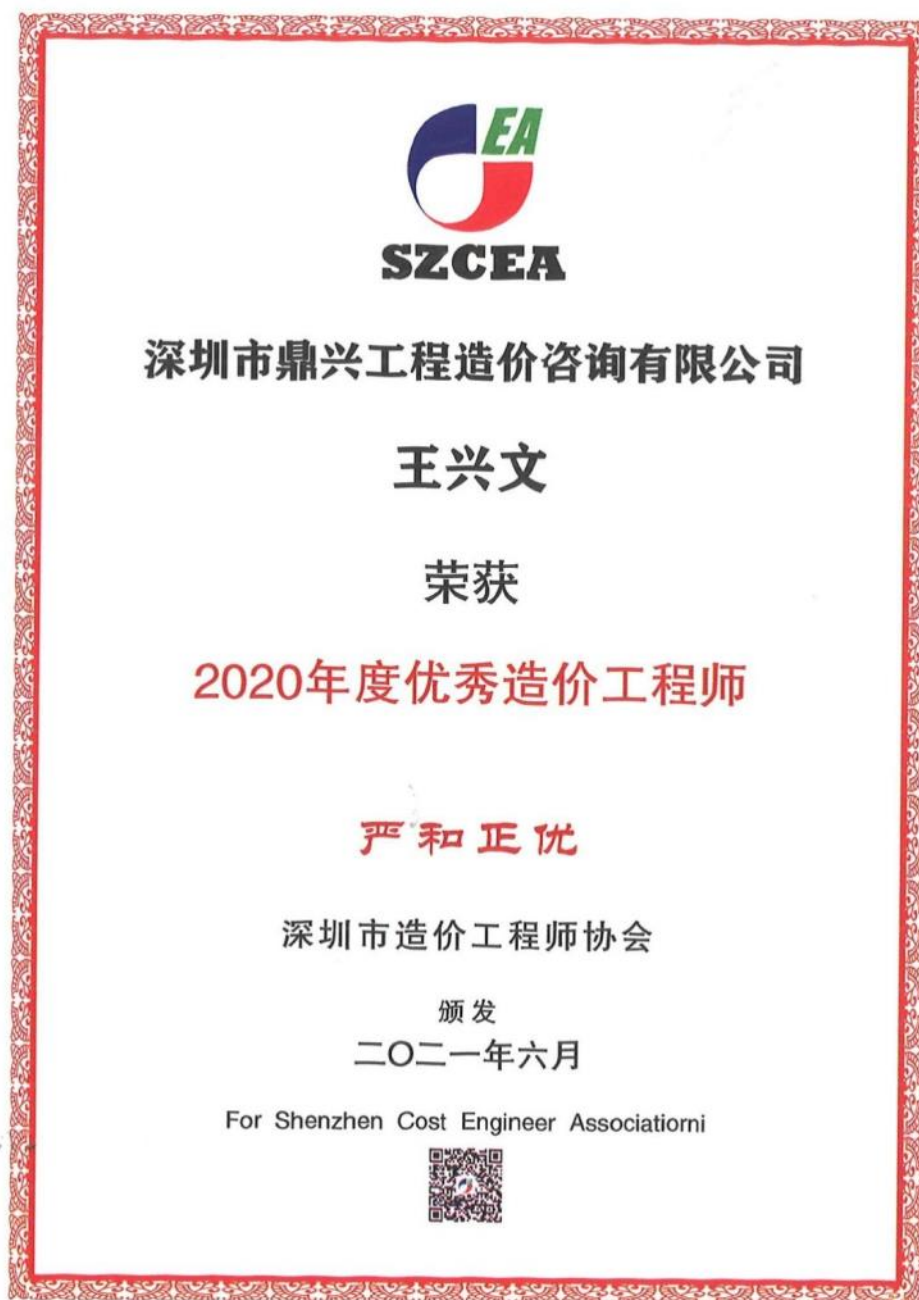 EA
SZCEA
深圳市鼎兴工程造价咨询有限公司
王兴文
荣获
2020年度优秀造价工程师
严和正优
深圳市造价工程师协会
颁发
二〇二一年六月
For Shenzhen Cost Engineer Associatiorni